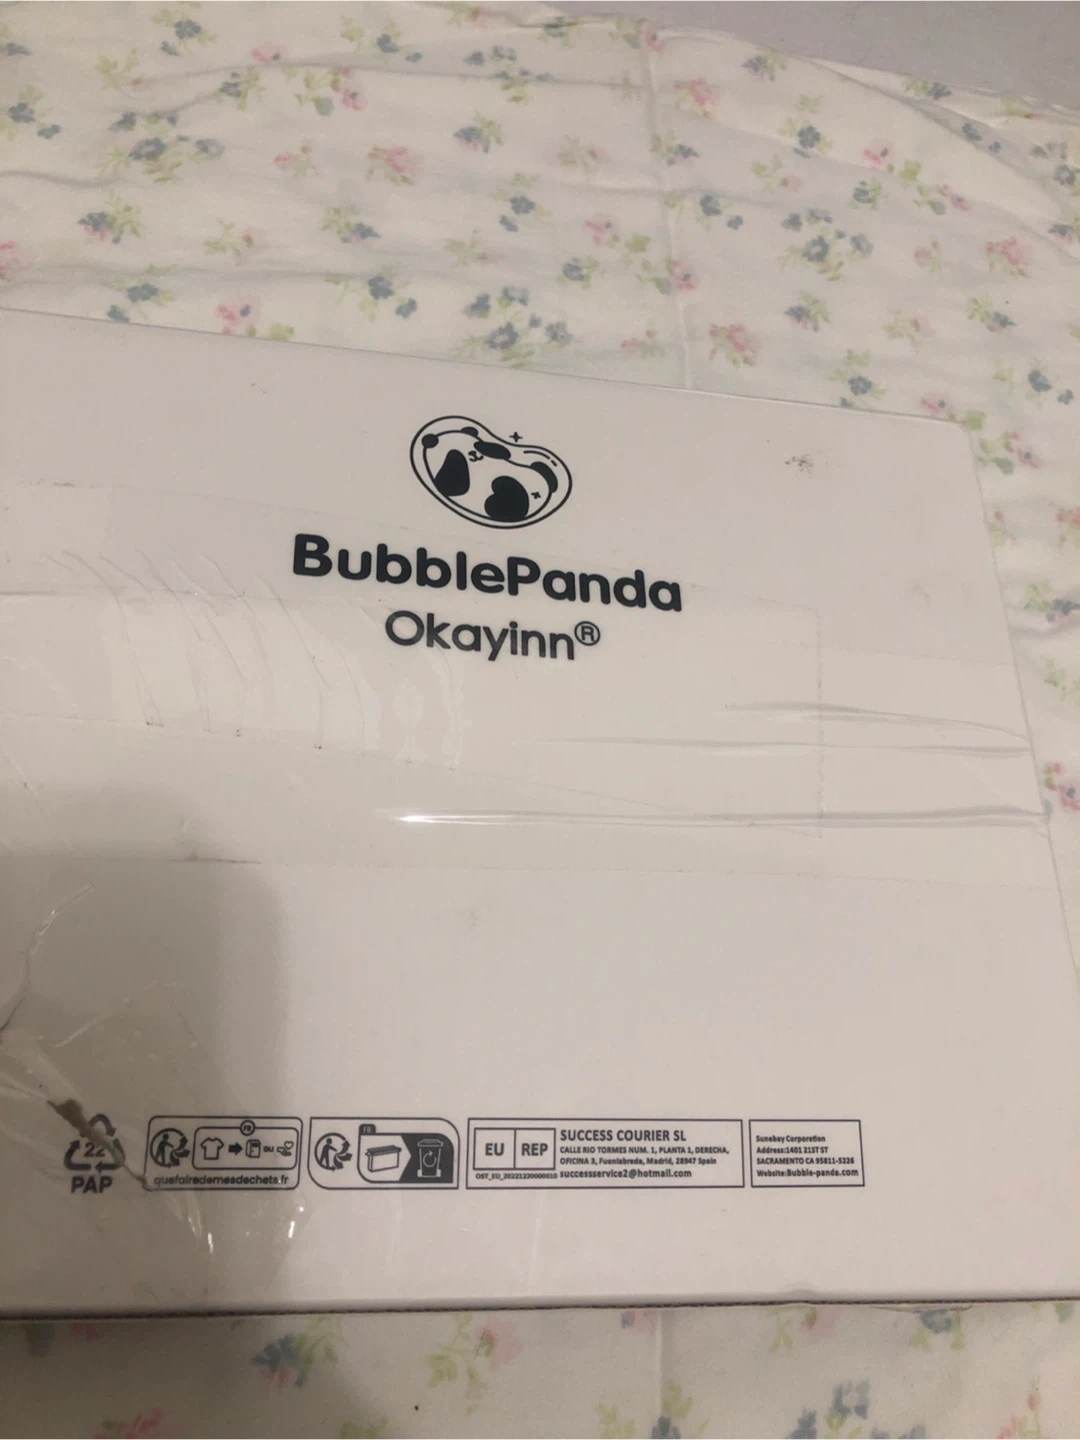 BubblePanda
Okayinn®
22
PAP
FR
OU
quefairedemesdechets.fr
FR
EU REP
SUCCESS COURIER SL
CALLE RIO TORMES NUM. 1, PLANTA 1, DERECHA,
OFICINA 3, Fuenlabrada, Madrid, 28947 Spain
successservice2@hotmail.com
Sunebay Corporation
Address:1401 21ST ST
SACRAMENTO CA 95811-5226
Website:Bubble-panda.com